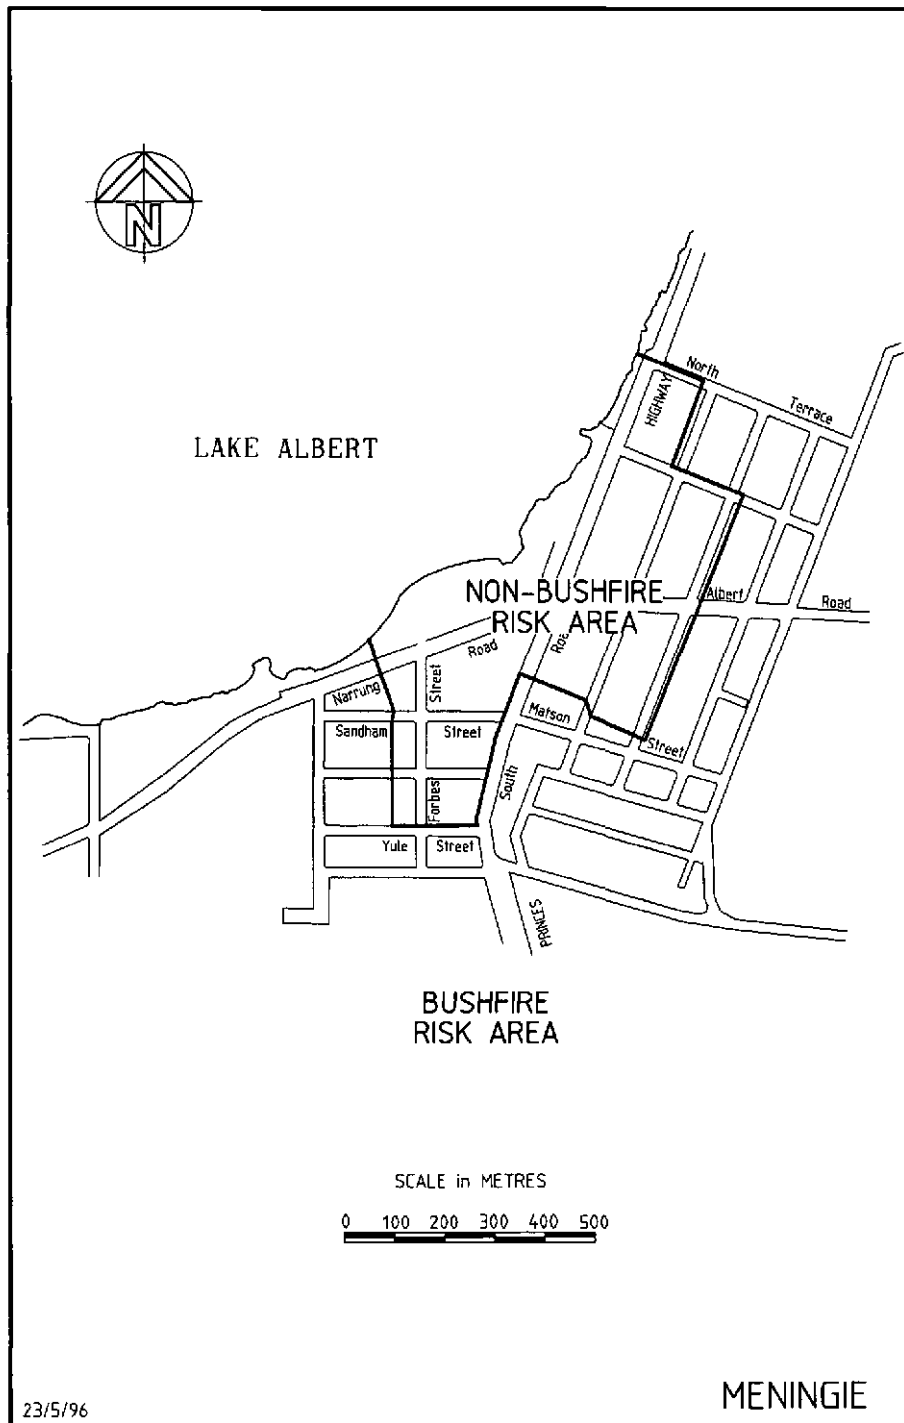 N
North
HIGHWAY
Terrace
LAKE ALBERT
NON-BUSHFIRE
RISK AREA
Albert
Road
Road
Street
Narrung
Matson
Sandham
Street
Street
South
Forbes
Yule
Street
PRINCES
BUSHFIRE
RISK AREA
SCALE in METRES
0 100 200 300 400 500
MENINGIE
23/5/96